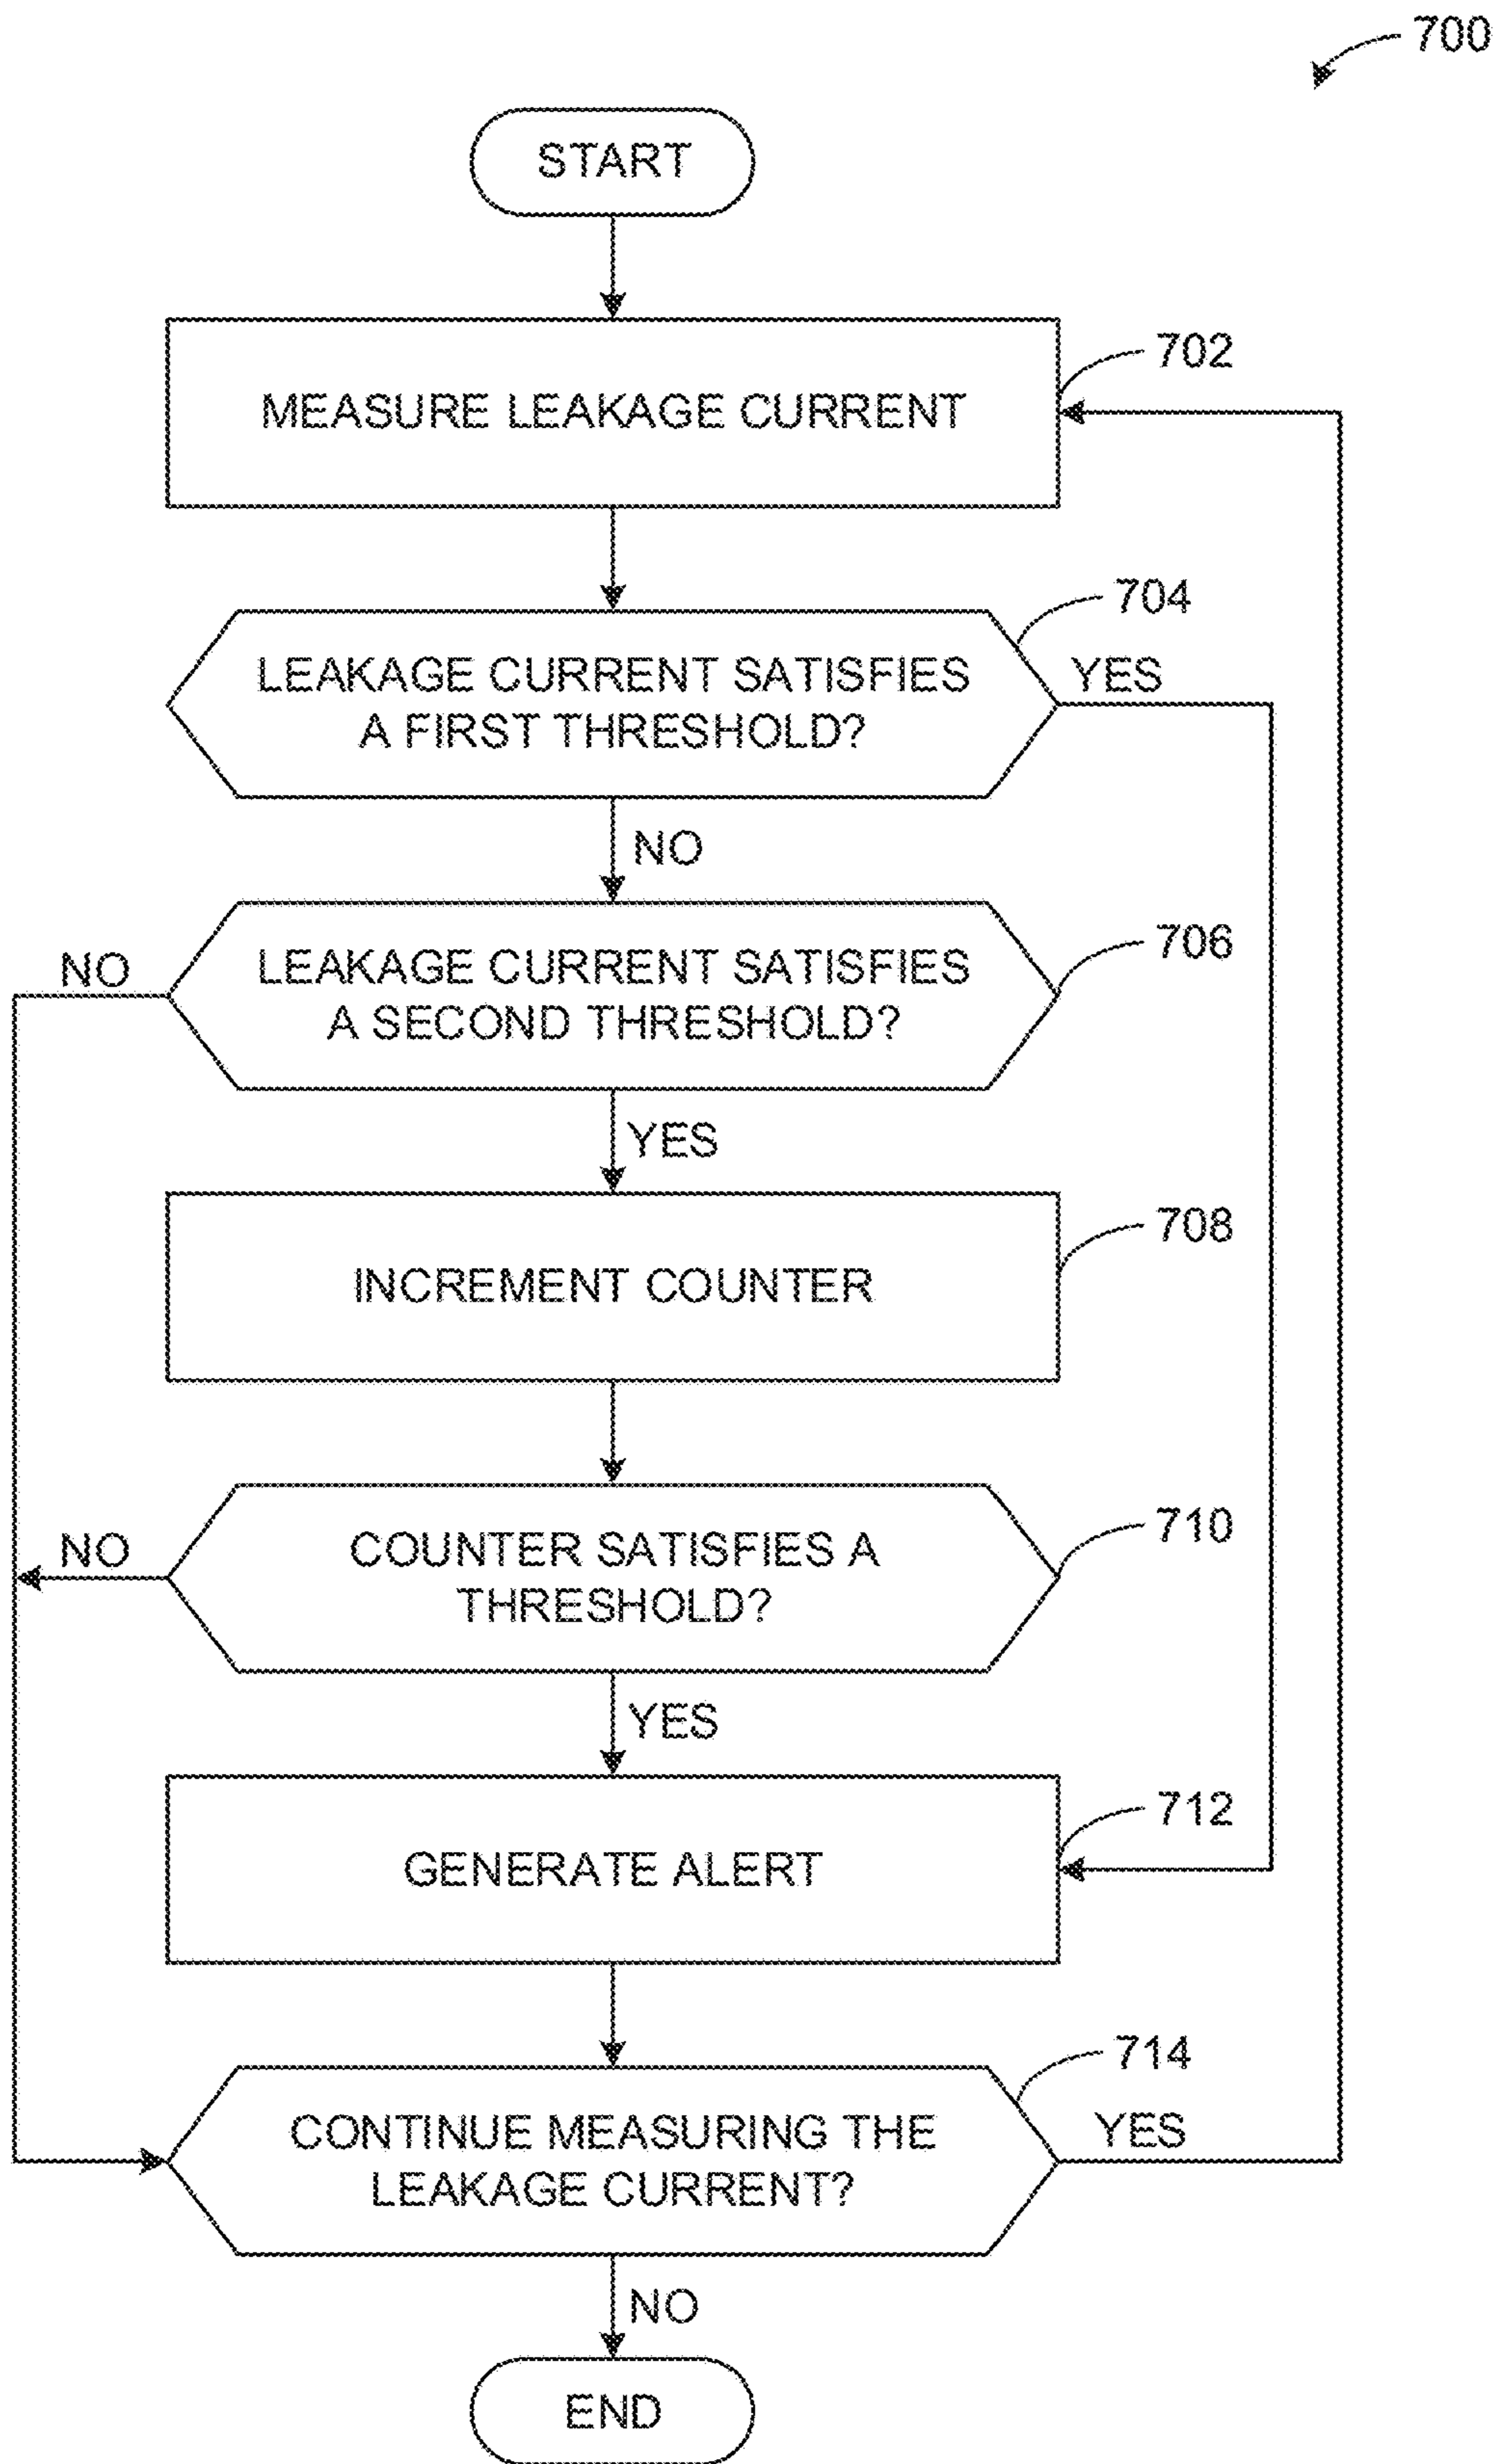 700
START
702
MEASURE LEAKAGE CURRENT
704
LEAKAGE CURRENT SATISFIES
A FIRST THRESHOLD?
YES
NO
706
NO
LEAKAGE CURRENT SATISFIES
A SECOND THRESHOLD?
YES
708
INCREMENT COUNTER
710
NO
COUNTER SATISFIES A
THRESHOLD?
YES
712
GENERATE ALERT
714
CONTINUE MEASURING THE
LEAKAGE CURRENT?
YES
NO
END